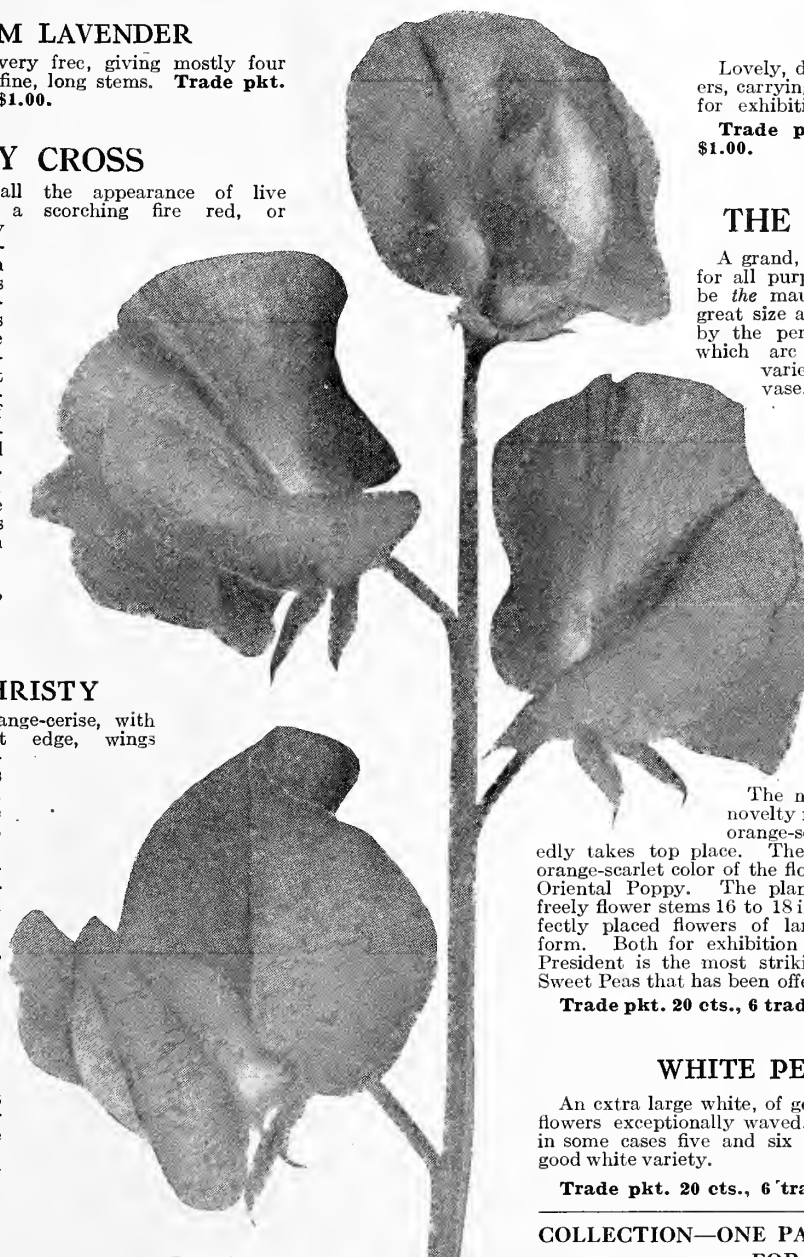 M LAVENDER
very free, giving mostly four
fine, long stems. Trade pkt.
$1.00.
Y CROSS
all the appearance of live
a scorching fire red, or
HRISTY
ange-cerise, with
t edge, wings
Lovely, d
ers, carrying
for exhibiti
Trade p
$1.00.
THE
A grand,
for all purp
be the mau
great size a
by the per
which are
varie
vase.
The m
novelty
orange-s
edly takes top place. The
orange-scarlet color of the flo
Oriental Poppy. The plan
freely flower stems 16 to 18 i
fectly placed flowers of lar
form. Both for exhibition
President is the most striki
Sweet Peas that has been offe
Trade pkt. 20 cts., 6 trad
WHITE PE
An extra large white, of ge
flowers exceptionally waved.
in some cases five and six
good white variety.
Trade pkt. 20 cts., 6 tra
COLLECTION—ONE PA